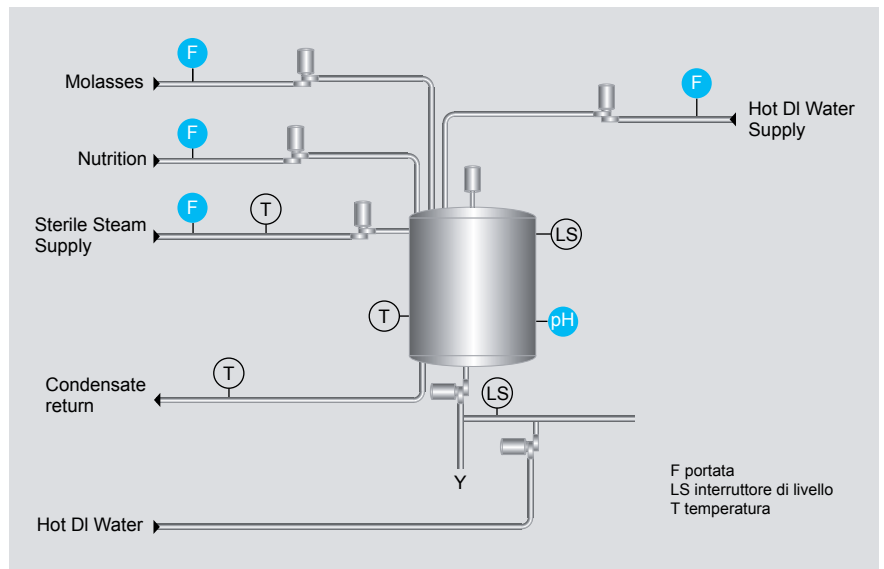 F
Molasses
F
Hot DI Water
Supply
F
Nutrition
F
T
Sterile Steam
Supply
LS
T
pH
T
Condensate
return
LS
Y
F portata
LS interruttore di livello
T temperatura
Hot DI Water